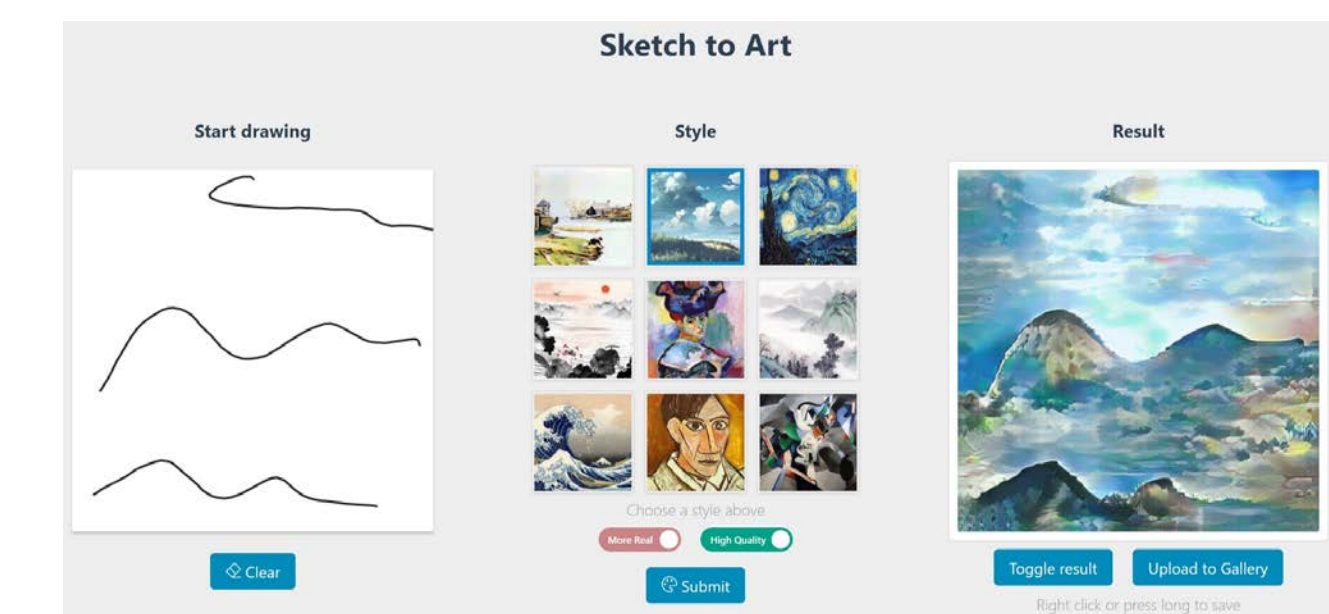 Sketch to Art
Start drawing
Style
Result
Choose a style above
More Real
High Quality
Clear
Submit
Toggle result
Upload to Gallery
Right click or press long to save